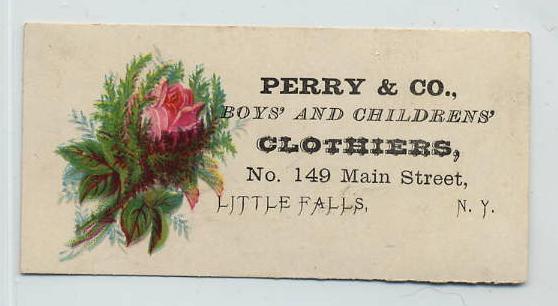 PERRY & CO.,
BOYS' AND CHILDRENS'
CLOTHIERS,
No. 149 Main Street,
LITTLE FALLS, N. Y.